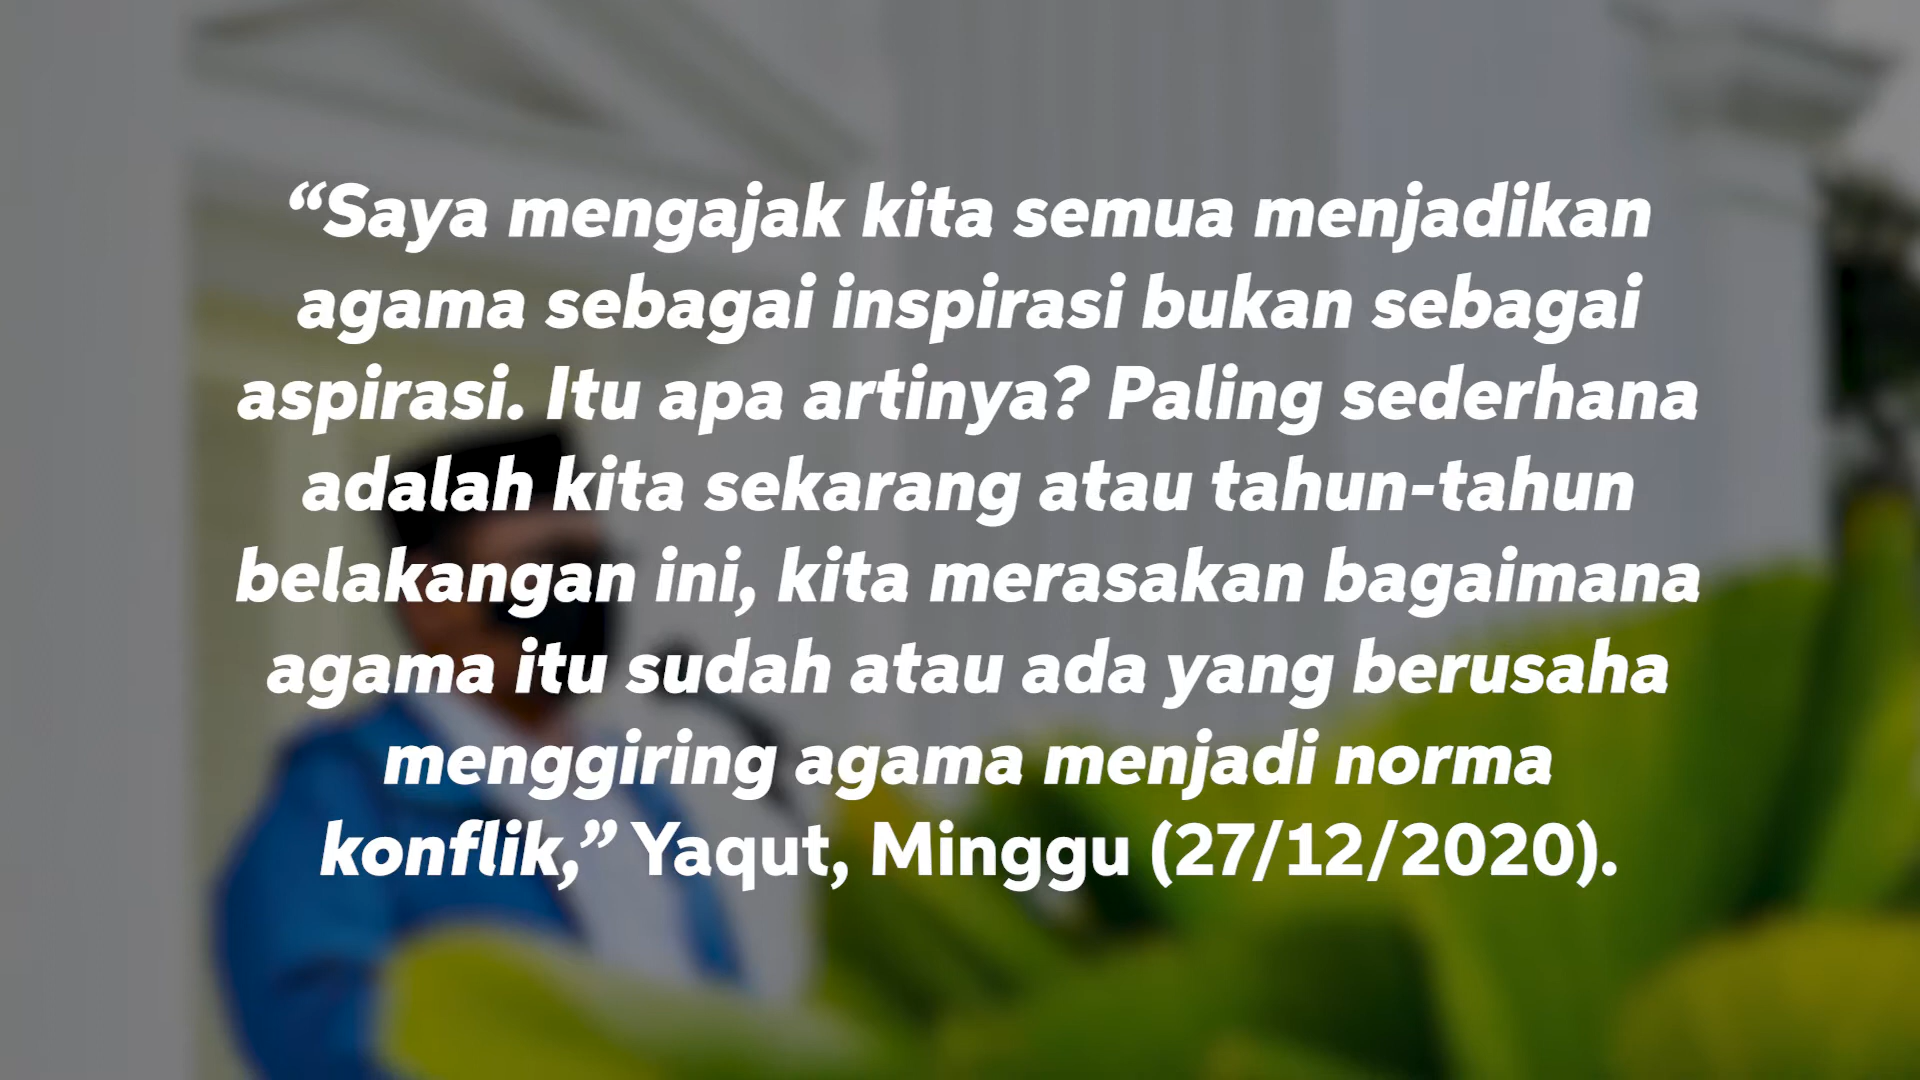 “Saya mengajak kita semua menjadikan
agama sebagai inspirasi bukan sebagai
aspirasi. Itu apa artinya? Paling sederhana
adalah kita sekarang atau tahun-tahun
belakangan ini, kita merasakan bagaimana
agama itu sudah atau ada yang berusaha
menggiring agama menjadi norma
konflik,” Yaqut, Minggu (27/12/2020).